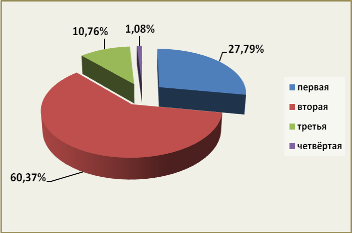 10,76%
1,08%
27,79%
60,37%
первая
вторая
третья
четвёртая